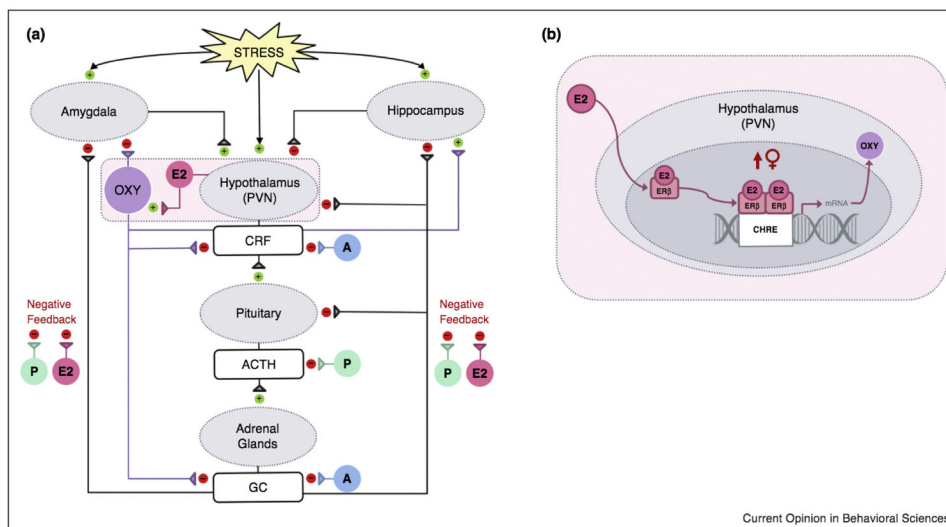 (a)
STRESS
Amygdala
Hippocampus
OXY
E2
Hypothalamus
(PVN)
CRF
A
Pituitary
Negative
Feedback
P
E2
ACTH
P
Negative
Feedback
P
E2
Adrenal
Glands
GC
A
(b)
E2
Hypothalamus
(PVN)
OXY
E2
ERβ
E2
E2
ERβ
ERβ
mRNA
CHRE
Current Opinion in Behavioral Sciences